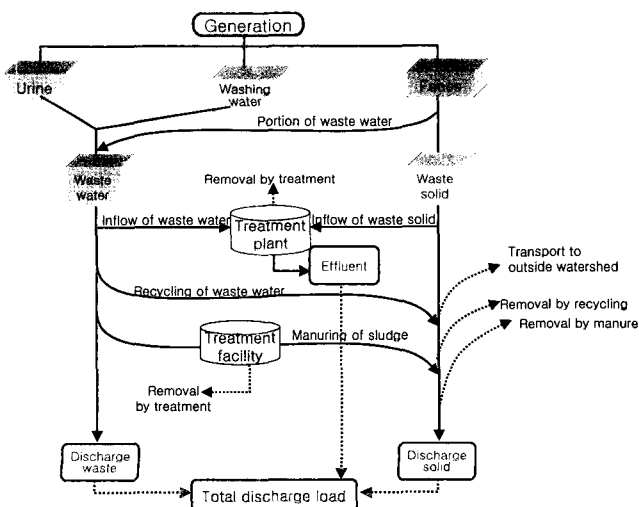 Generation
Urine
Washing
water
Feces
Portion of waste water
Waste
water
Waste
solid
Removal by treatment
Inflow of waste water
Treatment
plant
Inflow of waste solid
Effluent
Transport to
outside watershed
Recycling of waste water
Removal by recycling
Removal by manure
Treatment
facility
Manuring of sludge
Removal
by treatment
Discharge
waste
Discharge
solid
Total discharge load